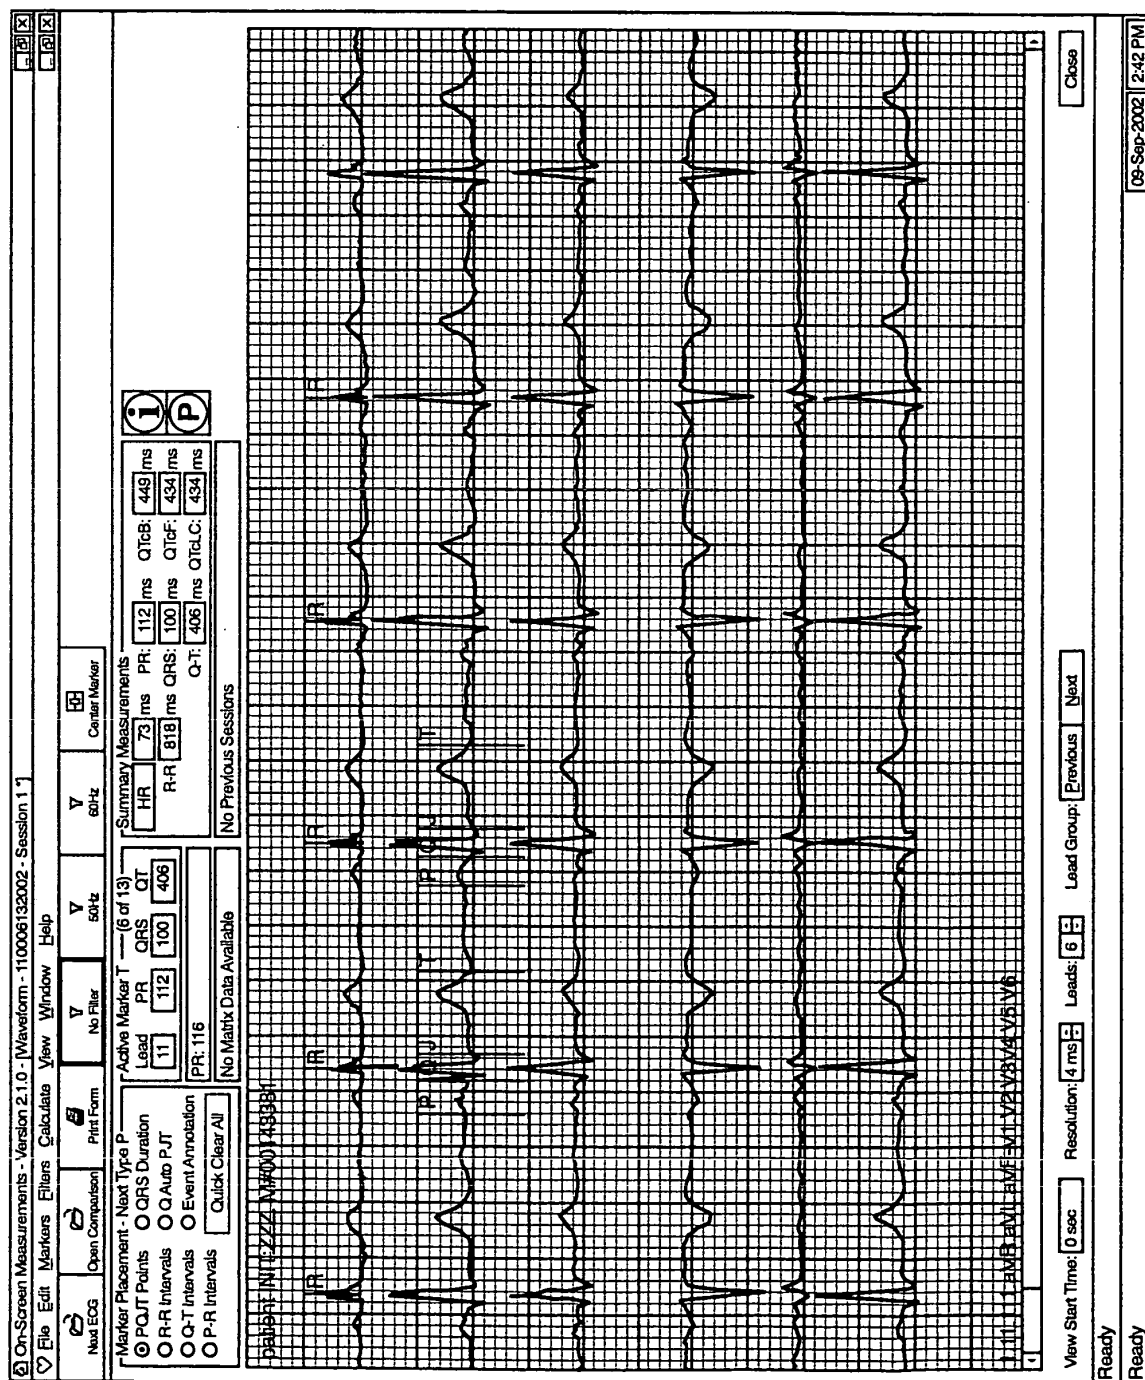 On-Screen Measurements - Version 2.1.0 - [Waveform - 110006132002 - Session 1 *]
File Edit Markers Filters Calculate View Window Help
Next ECG Open Comparison Print Form No Filter 50Hz 60Hz Center Marker
Marker Placement - Next Type P
PQJT Points QRS Duration
R-R Intervals Q Auto PJT
Q-T Intervals Event Annotation
P-R Intervals Quick Clear All
Active Marker T (6 of 13)
Lead PR QRS QT
11 112 100 406
PR: 116
No Matrix Data Available
Summary Measurements
HR 73 ms PR: 112 ms QTcB: 449 ms
R-R 818 ms QRS: 100 ms QTcF: 434 ms
Q-T: 406 ms QTcLC: 434 ms
No Previous Sessions
i
P
R R R R R
P Q J T P Q J T
View Start Time: 0 sec Resolution: 4 ms Leads: 6 Lead Group: Previous Next Close
Ready
Ready 09-Sep-2002 2:42 PM